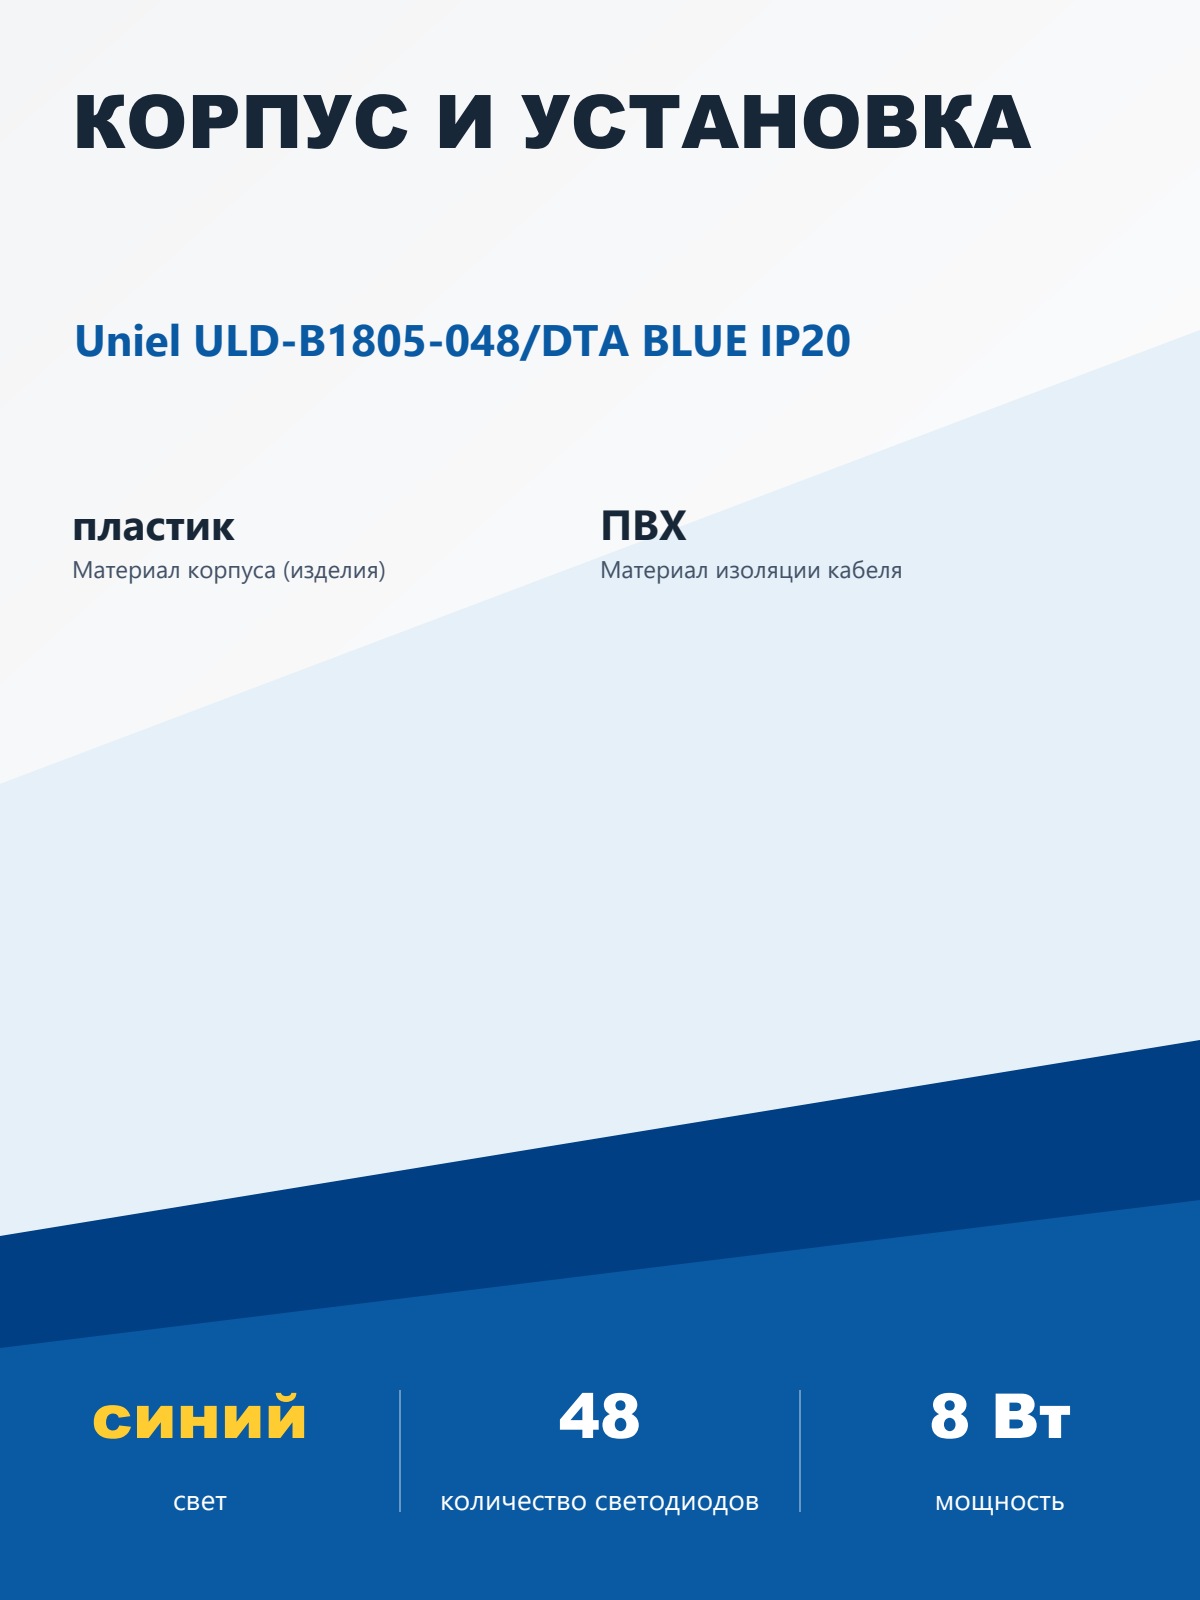 КОРПУС И УСТАНОВКА
Uniel ULD-B1805-048/DTA BLUE IP20
пластик
Материал корпуса (изделия)
ПВХ
Материал изоляции кабеля
синий
свет
48
количество светодиодов
8 Вт
мощность